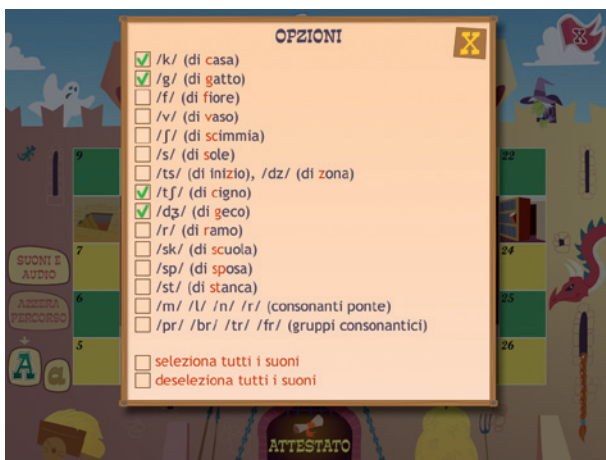 OPZIONI
X
X
/k/ (di casa)
/g/ (di gatto)
/f/ (di fiore)
/v/ (di vaso)
/ʃ/ (di scimmia)
/s/ (di sole)
/ts/ (di inizio), /dz/ (di zona)
/tʃ/ (di cigno)
/dʒ/ (di geco)
/r/ (di ramo)
/sk/ (di scuola)
/sp/ (di sposa)
/st/ (di stanca)
/m/ /l/ /n/ /r/ (consonanti ponte)
/pr/ /br/ /tr/ /fr/ (gruppi consonantici)
seleziona tutti i suoni
deseleziona tutti i suoni
9
7
6
5
22
24
25
26
SUONI E
AUDIO
AZZERA
PERCORSO
A
a
ATTESTATO